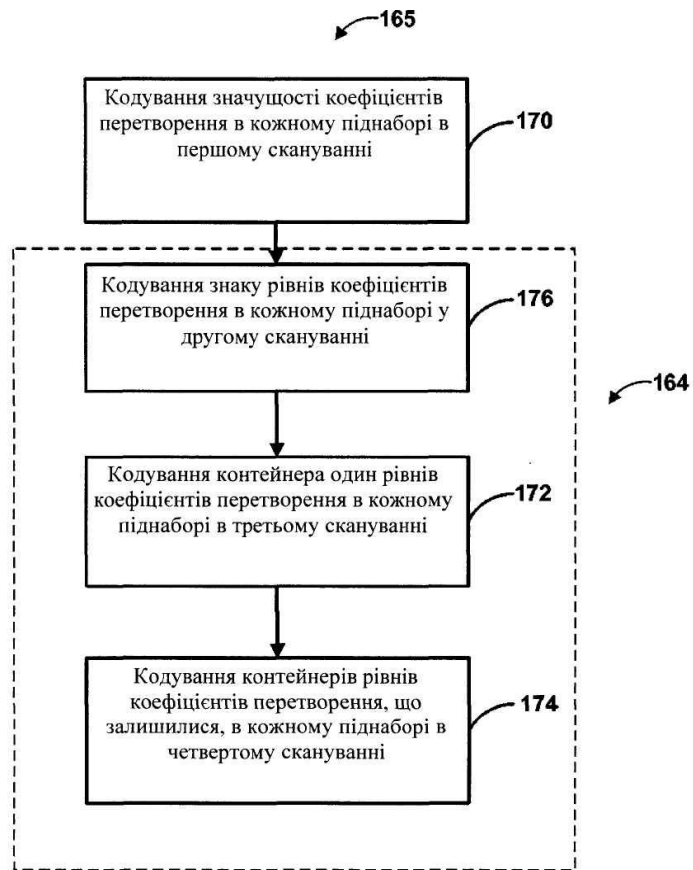 165
Кодування значущості коефіцієнтів
перетворення в кожному піднаборі в
першому скануванні
170
Кодування знаку рівнів коефіцієнтів
перетворення в кожному піднаборі у
другому скануванні
176
164
Кодування контейнера один рівнів
коефіцієнтів перетворення в кожному
піднаборі в третьому скануванні
172
Кодування контейнерів рівнів
коефіцієнтів перетворення, що
залишилися, в кожному піднаборі в
четвертому скануванні
174